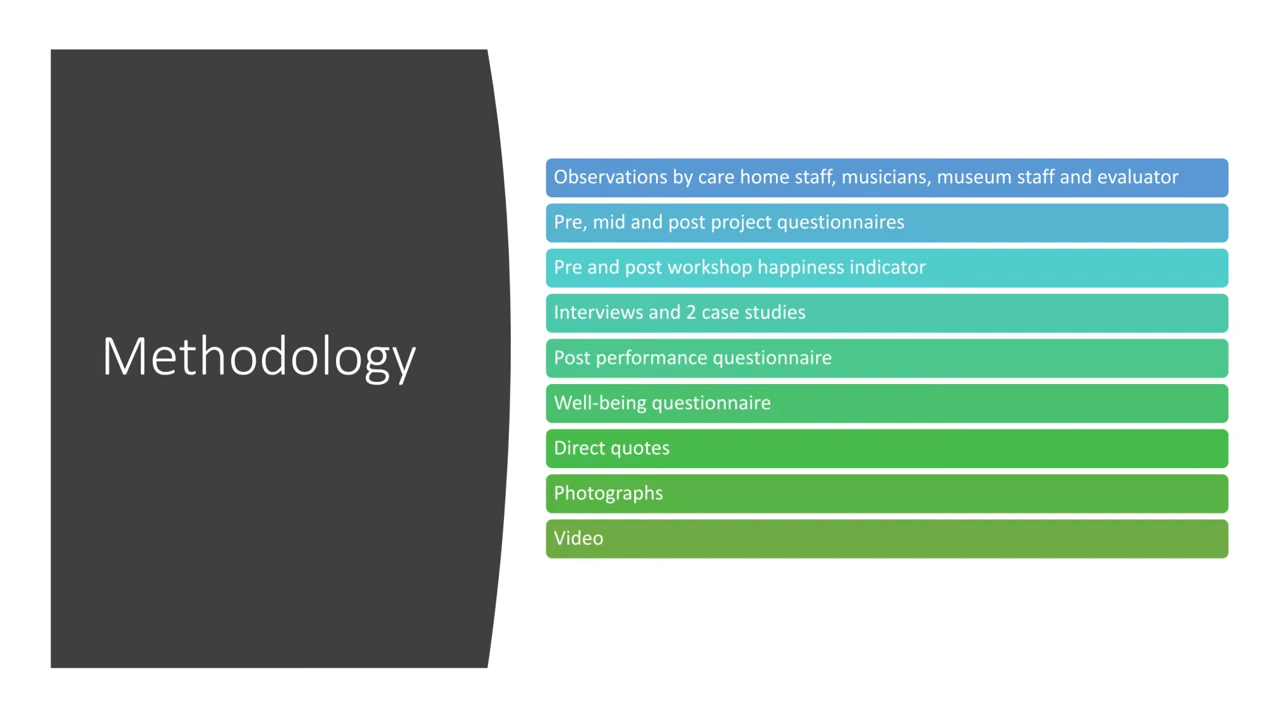 Methodology
Observations by care home staff, musicians, museum staff and evaluator
Pre, mid and post project questionnaires
Pre and post workshop happiness indicator
Interviews and 2 case studies
Post performance questionnaire
Well-being questionnaire
Direct quotes
Photographs
Video